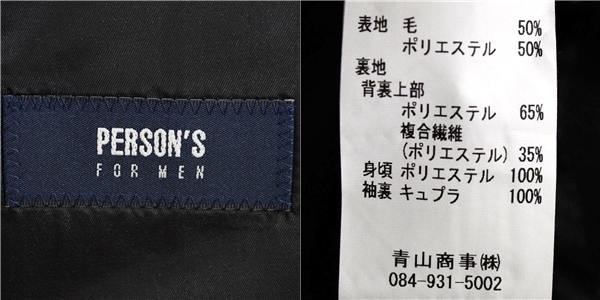 PERSON'S
FOR MEN
表地 毛 50%
ポリエステル 50%
裏地
背裏上部
ポリエステル 65%
複合繊維
(ポリエステル) 35%
身頃 ポリエステル 100%
袖裏 キュプラ 100%
青山商事㈱
084-931-5002